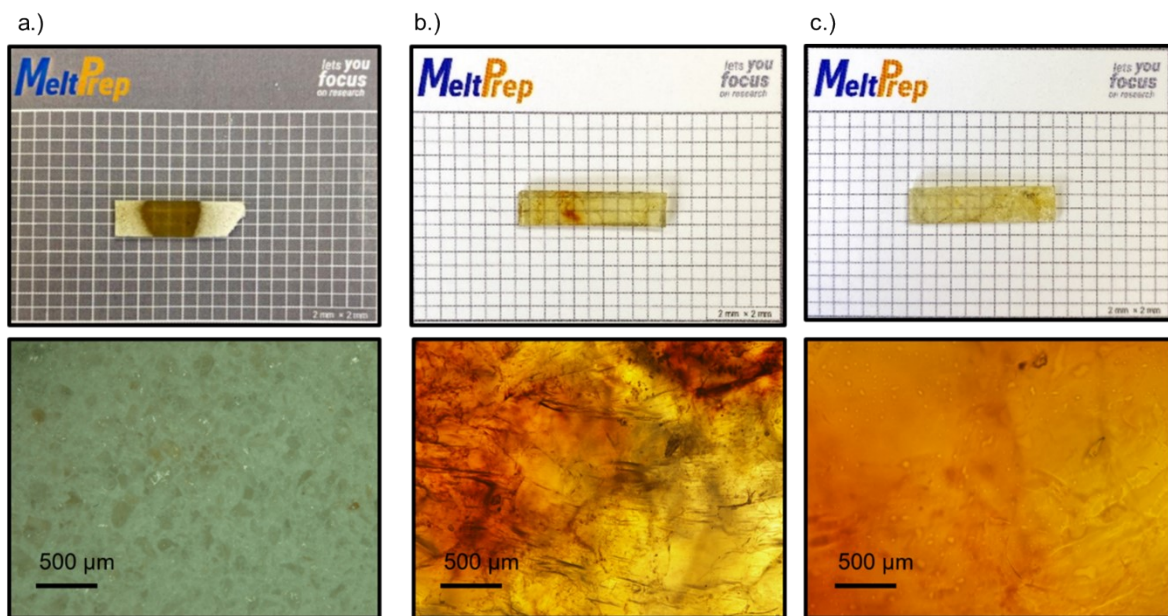 a.)
b.)
c.)
MeltPrep
lets you
focus
on research
MeltPrep
lets you
focus
on research
MeltPrep
lets you
focus
on research
2 mm × 2 mm
2 mm × 2 mm
2 mm × 2 mm
500 µm
500 µm
500 µm